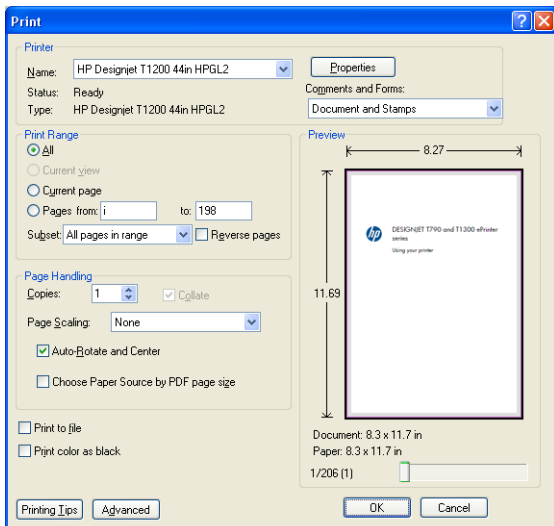 Print
Printer
Name: HP Designjet T1200 44in HPGL2
Properties
Status: Ready
Comments and Forms:
Type: HP Designjet T1200 44in HPGL2
Document and Stamps
Print Range
All
Current view
Current page
Pages from: i to: 198
Subset: All pages in range Reverse pages
Page Handling
Copies: 1 Collate
Page Scaling: None
Auto-Rotate and Center
Choose Paper Source by PDF page size
Print to file
Print color as black
Preview
8.27
11.69
hp
DESIGNJET T790 and T1300 ePrinter
series
Using your printer
Document: 8.3 x 11.7 in
Paper: 8.3 x 11.7 in
1/206 (1)
Printing Tips Advanced OK Cancel